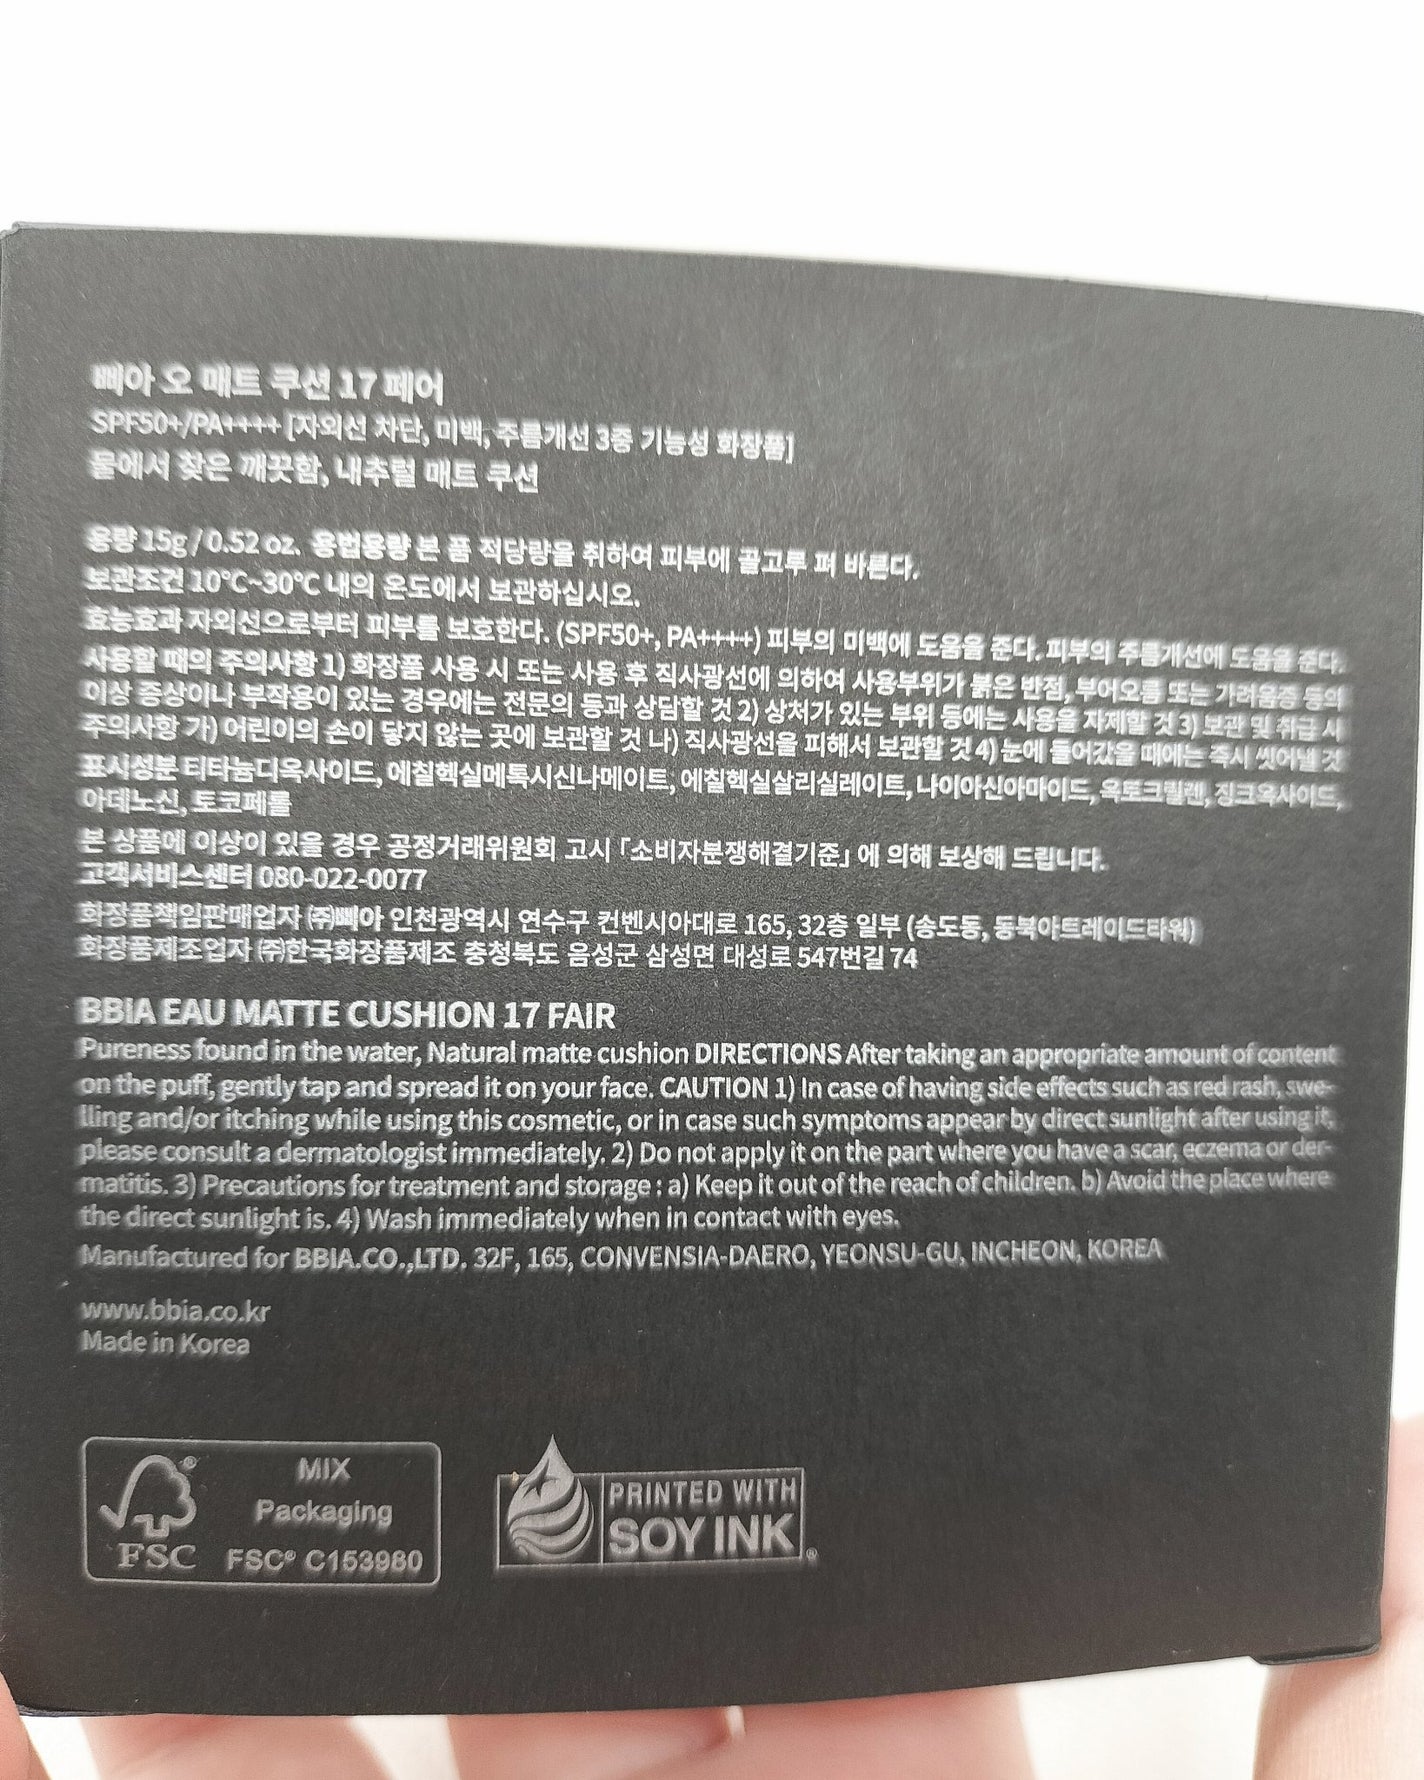 삐아 오 매트 쿠션 17 페어
SPF50+/PA++++ [자외선 차단, 미백, 주름개선 3중 기능성 화장품]
물에서 찾은 깨끗함, 내추럴 매트 쿠션
용량 15g / 0.52 oz. 용법용량 본 품 적당량을 취하여 피부에 골고루 펴 바른다.
보관조건 10℃~30℃ 내의 온도에서 보관하십시오.
효능효과 자외선으로부터 피부를 보호한다. (SPF50+, PA++++) 피부의 미백에 도움을 준다. 피부의 주름개선에 도움을 준다.
사용할 때의 주의사항 1) 화장품 사용 시 또는 사용 후 직사광선에 의하여 사용부위가 붉은 반점, 부어오름 또는 가려움증 등의
이상 증상이나 부작용이 있는 경우에는 전문의 등과 상담할 것 2) 상처가 있는 부위 등에는 사용을 자제할 것 3) 보관 및 취급 시
주의사항 가) 어린이의 손이 닿지 않는 곳에 보관할 것 나) 직사광선을 피해서 보관할 것 4) 눈에 들어갔을 때에는 즉시 씻어낼 것
표시성분 티타늄디옥사이드, 에칠헥실메톡시신나메이트, 에칠헥실살리실레이트, 나이아신아마이드, 옥토크릴렌, 징크옥사이드,
아데노신, 토코페롤
본 상품에 이상이 있을 경우 공정거래위원회 고시 「소비자분쟁해결기준」 에 의해 보상해 드립니다.
고객서비스센터 080-022-0077
화장품책임판매업자 ㈜삐아 인천광역시 연수구 컨벤시아대로 165, 32층 일부 (송도동, 동북아트레이드타워)
화장품제조업자 ㈜한국화장품제조 충청북도 음성군 삼성면 대성로 547번길 74
BBIA EAU MATTE CUSHION 17 FAIR
Pureness found in the water, Natural matte cushion DIRECTIONS After taking an appropriate amount of content
on the puff, gently tap and spread it on your face. CAUTION 1) In case of having side effects such as red rash, swe-
lling and/or itching while using this cosmetic, or in case such symptoms appear by direct sunlight after using it,
please consult a dermatologist immediately. 2) Do not apply it on the part where you have a scar, eczema or der-
matitis. 3) Precautions for treatment and storage : a) Keep it out of the reach of children. b) Avoid the place where
the direct sunlight is. 4) Wash immediately when in contact with eyes.
Manufactured for BBIA.CO.,LTD. 32F, 165, CONVENSIA-DAERO, YEONSU-GU, INCHEON, KOREA
www.bbia.co.kr
Made in Korea
MIX
Packaging
FSC FSC® C153980
PRINTED WITH
SOY INK®